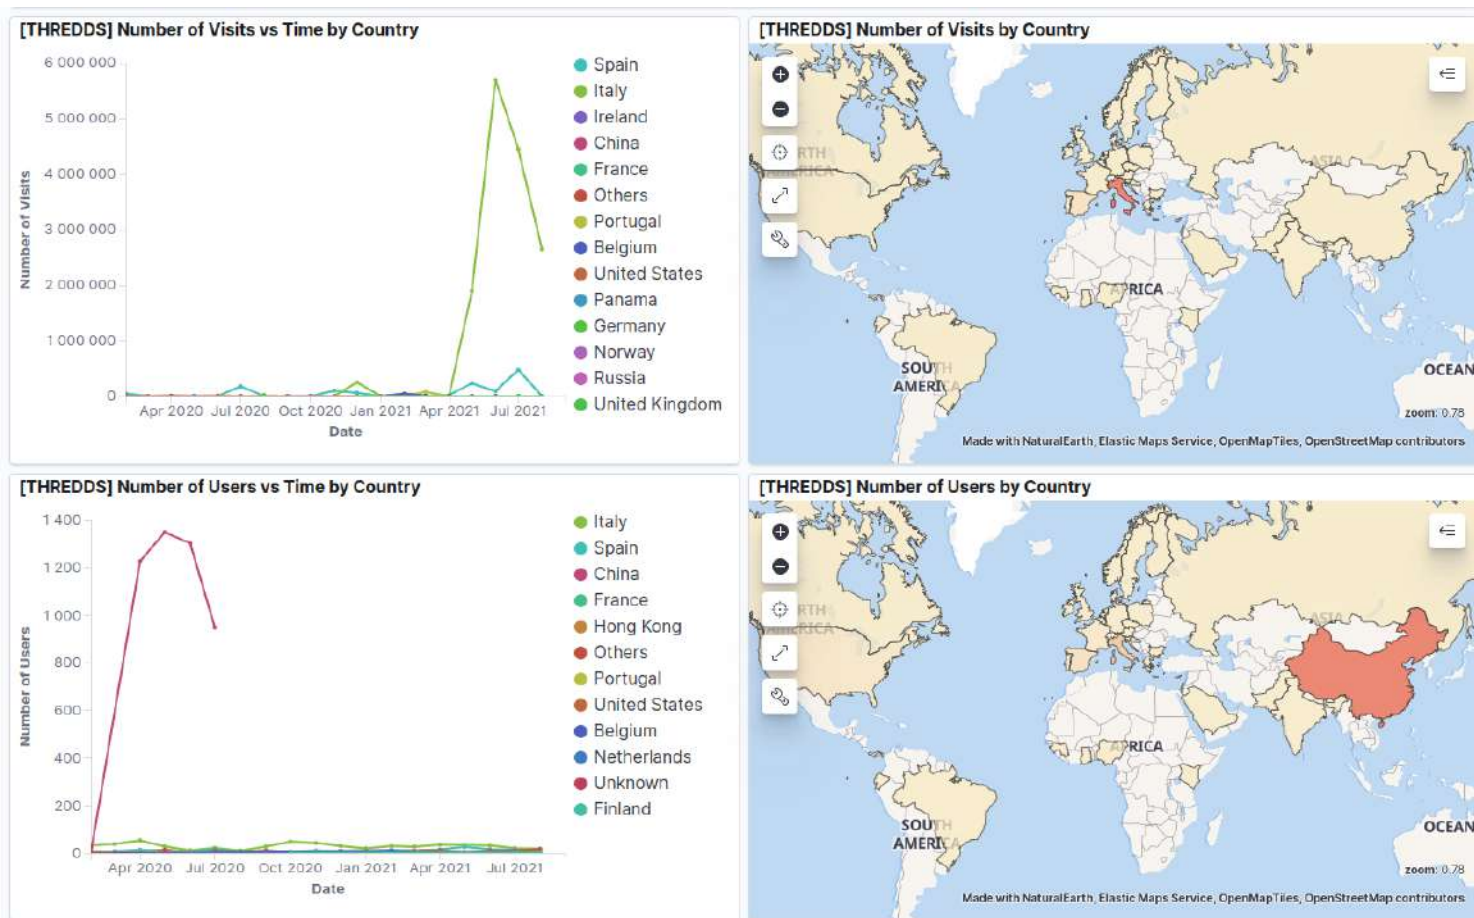 [THREDDS] Number of Visits vs Time by Country
6 000 000
5 000 000
4 000 000
3 000 000
2 000 000
1 000 000
0
Number of Visits
Apr 2020 Jul 2020 Oct 2020 Jan 2021 Apr 2021 Jul 2021
Date
Spain
Italy
Ireland
China
France
Others
Portugal
Belgium
United States
Panama
Germany
Norway
Russia
United Kingdom
[THREDDS] Number of Visits by Country
ASIA
AFRICA
SOUTH
AMERICA
OCEAN
zoom: 0.78
Made with NaturalEarth, Elastic Maps Service, OpenMapTiles, OpenStreetMap contributors
[THREDDS] Number of Users vs Time by Country
1 400
1 200
1 000
800
600
400
200
0
Number of Users
Apr 2020 Jul 2020 Oct 2020 Jan 2021 Apr 2021 Jul 2021
Date
Italy
Spain
China
France
Hong Kong
Others
Portugal
United States
Belgium
Netherlands
Unknown
Finland
[THREDDS] Number of Users by Country
RTH
AMERICA
ASIA
AFRICA
SOUTH
AMERICA
OCEAN
zoom: 0.78
Made with NaturalEarth, Elastic Maps Service, OpenMapTiles, OpenStreetMap contributors